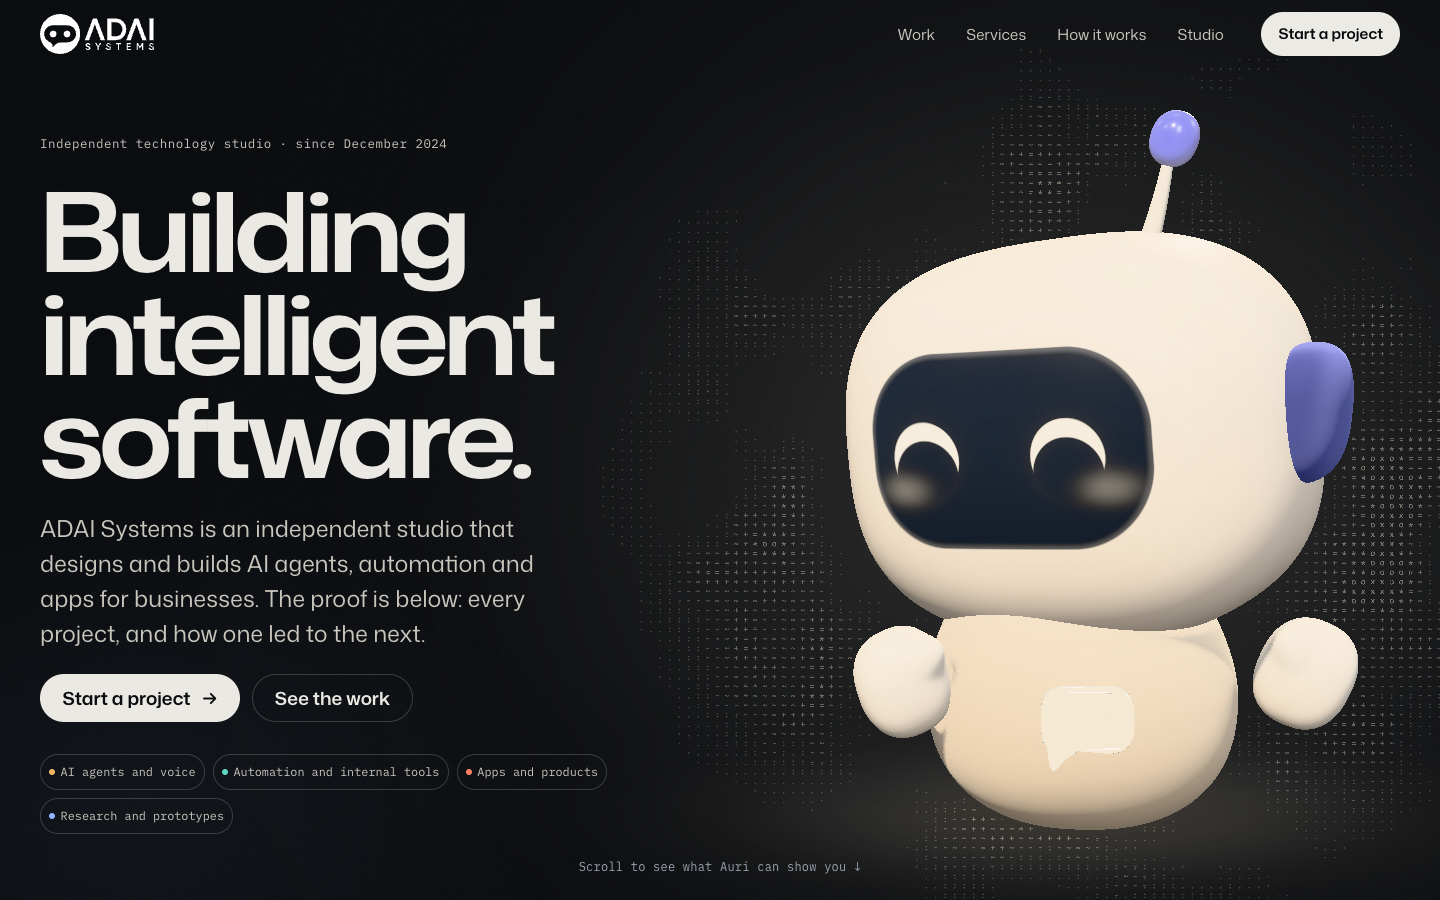 ADAI
SYSTEMS
Work
Services
How it works
Studio
Start a project
Independent technology studio · since December 2024
Building
intelligent
software.
ADAI Systems is an independent studio that
designs and builds AI agents, automation and
apps for businesses. The proof is below: every
project, and how one led to the next.
Start a project →
See the work
AI agents and voice
Automation and internal tools
Apps and products
Research and prototypes
Scroll to see what Auri can show you ↓